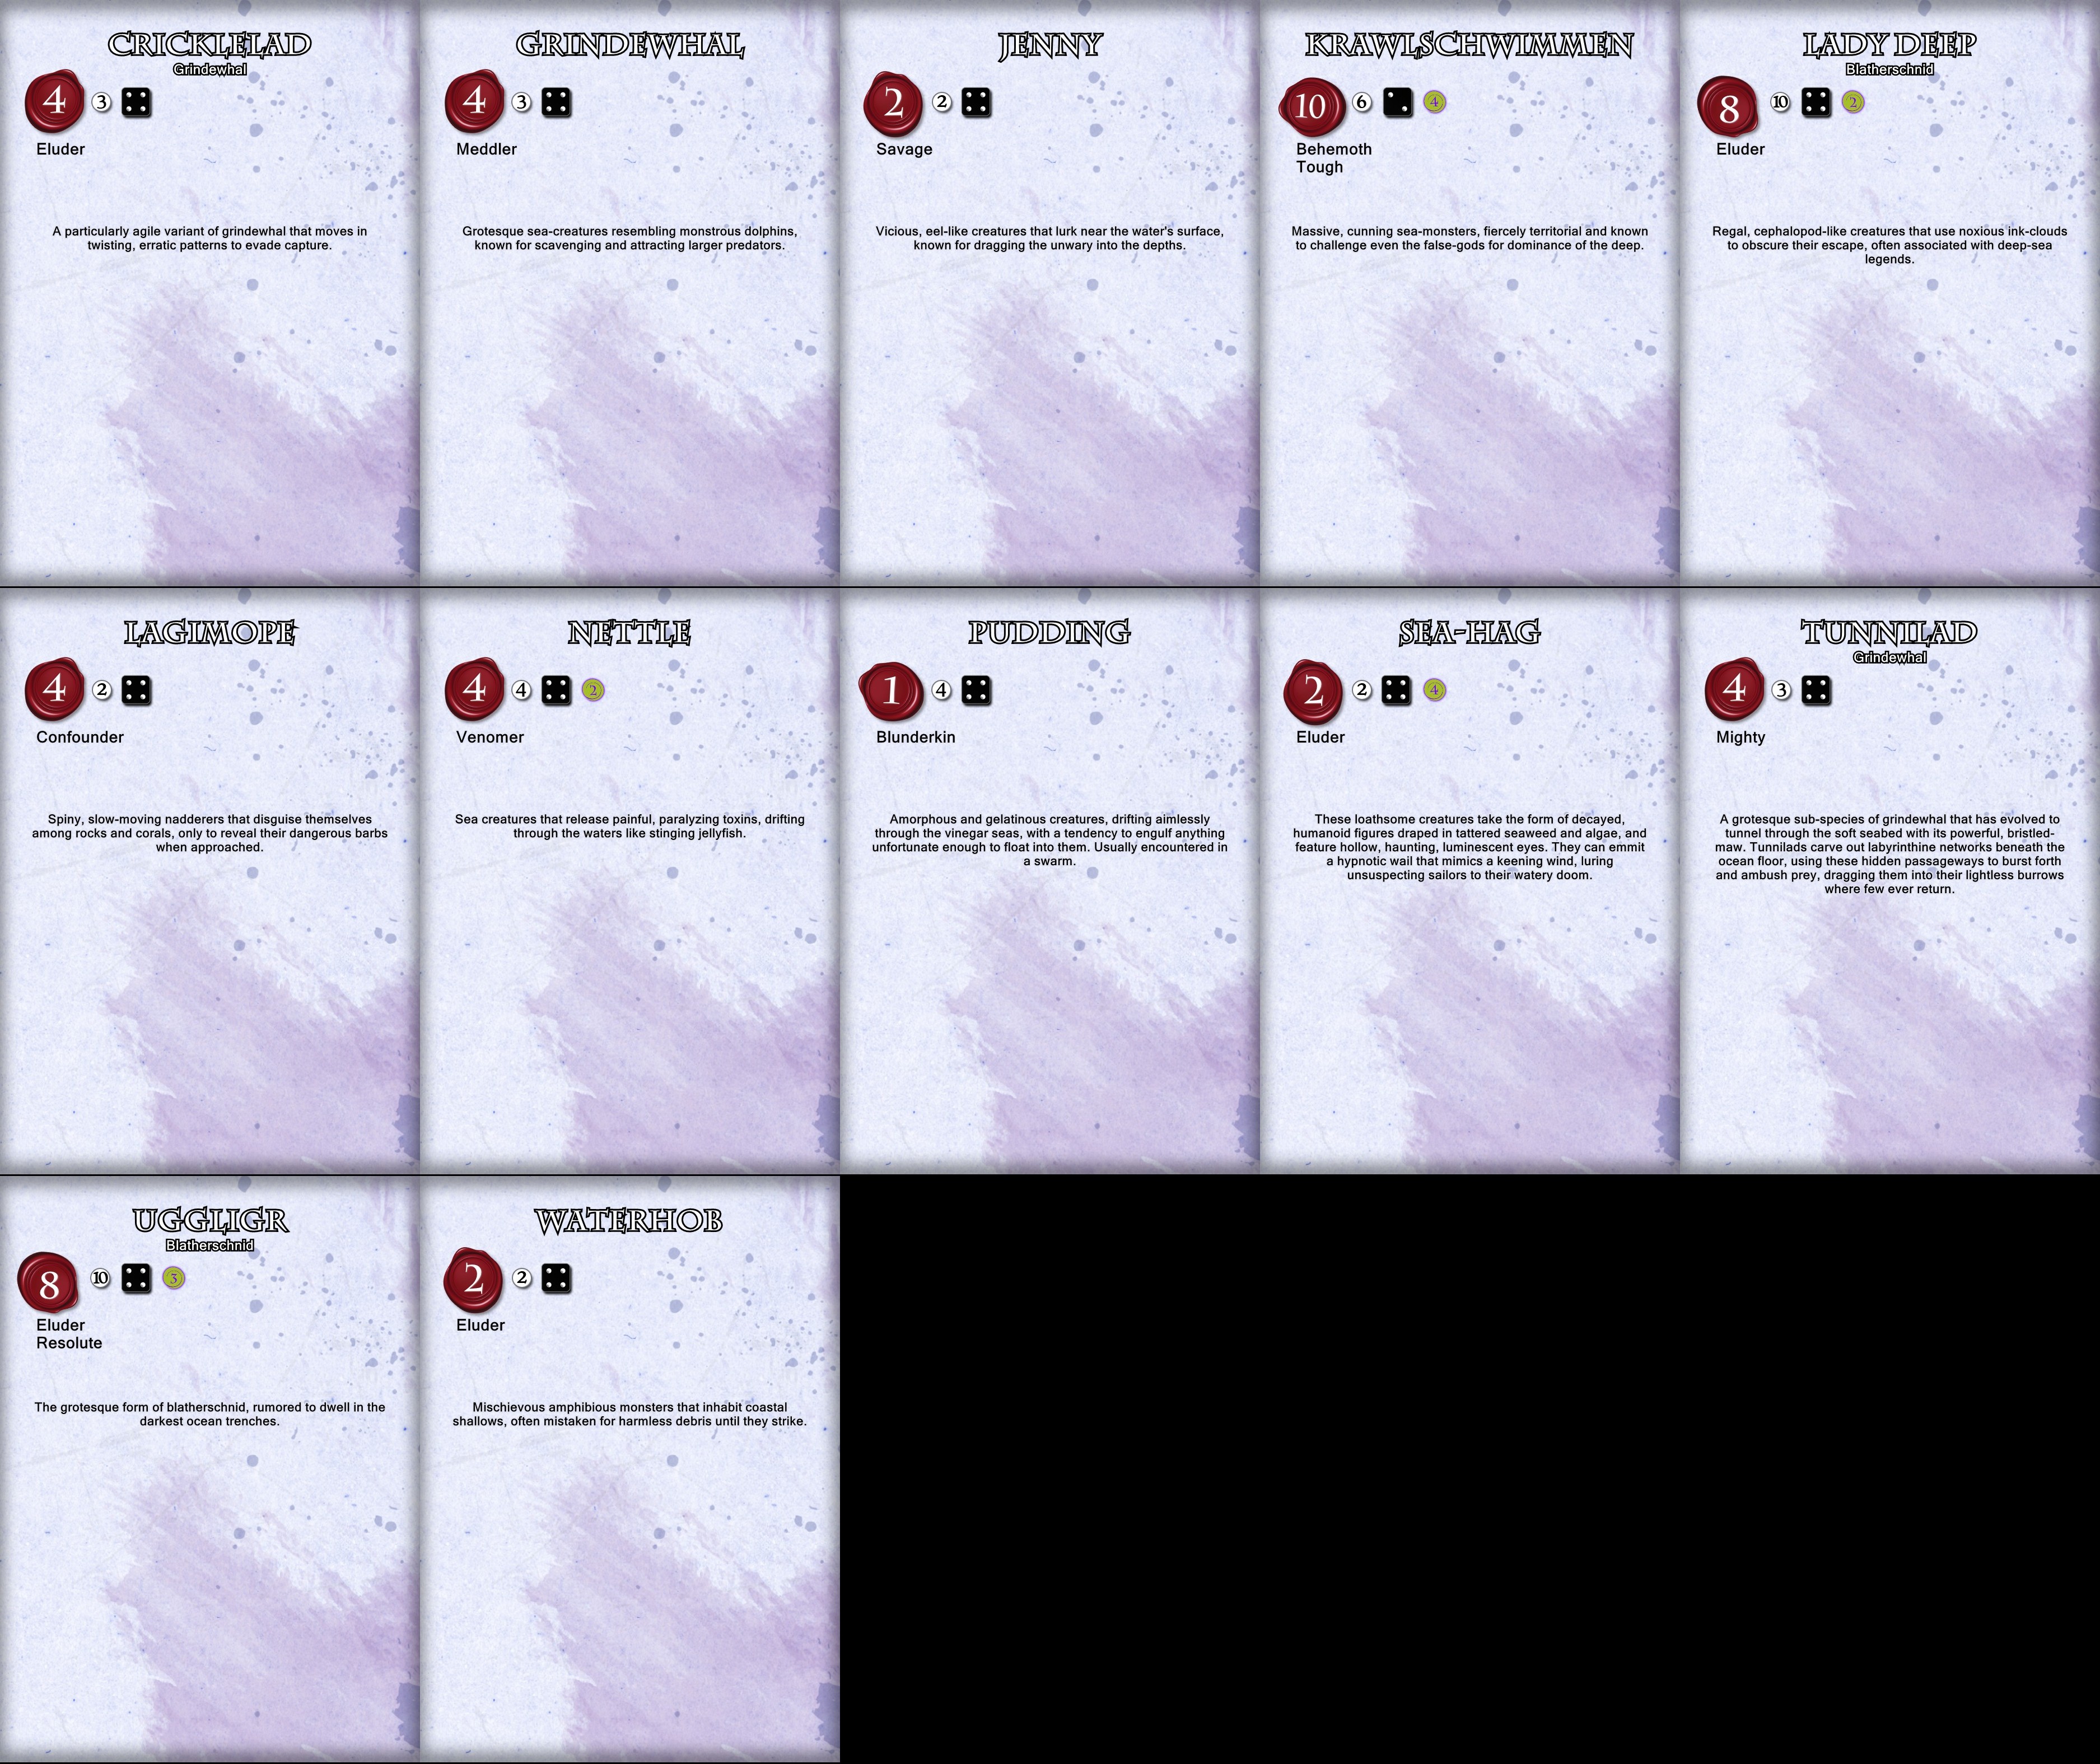 CRICKLELAD
Grindewhal
4 3
Eluder
A particularly agile variant of grindewhal that moves in
twisting, erratic patterns to evade capture.
GRINDEWHAL
4 3
Meddler
Grotesque sea-creatures resembling monstrous dolphins,
known for scavenging and attracting larger predators.
JENNY
2 2
Savage
Vicious, eel-like creatures that lurk near the water's surface,
known for dragging the unwary into the depths.
KRAWLSCHWIMMEN
10 6 4
Behemoth
Tough
Massive, cunning sea-monsters, fiercely territorial and known
to challenge even the false-gods for dominance of the deep.
LADY DEEP
Blatherschnid
8 10 2
Eluder
Regal, cephalopod-like creatures that use noxious ink-clouds
to obscure their escape, often associated with deep-sea
legends.
LAGIMOPE
4 2
Confounder
Spiny, slow-moving nadderers that disguise themselves
among rocks and corals, only to reveal their dangerous barbs
when approached.
NETTLE
4 4 2
Venomer
Sea creatures that release painful, paralyzing toxins, drifting
through the waters like stinging jellyfish.
PUDDING
1 4
Blunderkin
Amorphous and gelatinous creatures, drifting aimlessly
through the vinegar seas, with a tendency to engulf anything
unfortunate enough to float into them. Usually encountered in
a swarm.
SEA-HAG
2 2 4
Eluder
These loathsome creatures take the form of decayed,
humanoid figures draped in tattered seaweed and algae, and
feature hollow, haunting, luminescent eyes. They can emmit
a hypnotic wail that mimics a keening wind, luring
unsuspecting sailors to their watery doom.
TUNNILAD
Grindewhal
4 3
Mighty
A grotesque sub-species of grindewhal that has evolved to
tunnel through the soft seabed with its powerful, bristled-
maw. Tunnilads carve out labyrinthine networks beneath the
ocean floor, using these hidden passageways to burst forth
and ambush prey, dragging them into their lightless burrows
where few ever return.
UGGLIGR
Blatherschnid
8 10 3
Eluder
Resolute
The grotesque form of blatherschnid, rumored to dwell in the
darkest ocean trenches.
WATERHOB
2 2
Eluder
Mischievous amphibious monsters that inhabit coastal
shallows, often mistaken for harmless debris until they strike.